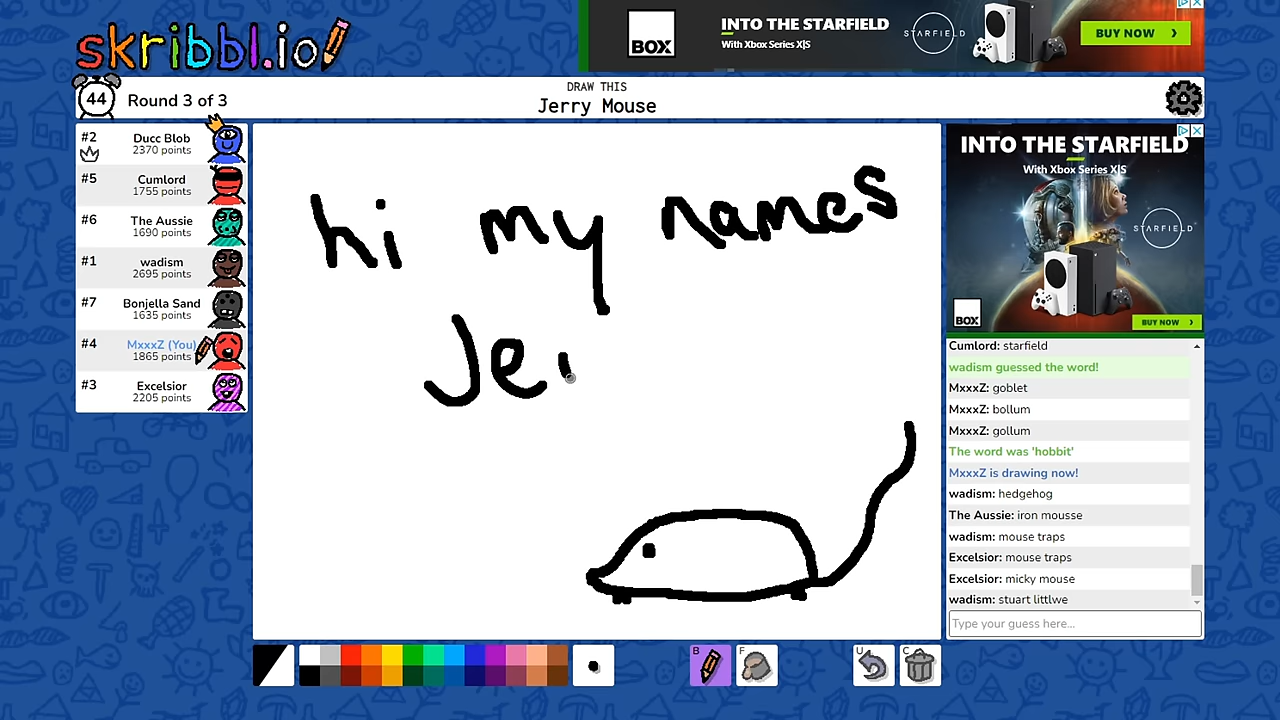 skribbl.io
XBOX INTO THE STARFIELD STARFIELD BUY NOW
With Xbox Series X|S
44 Round 3 of 3 DRAW THIS
Jerry Mouse
#2 Ducc Blob
2370 points
#5 Cumlord
1755 points
#6 The Aussie
1690 points
#1 wadism
2695 points
#7 Bonjella Sand
1635 points
#4 MxxxZ (You)
1865 points
#3 Excelsior
2205 points
hi my names
Je
INTO THE STARFIELD
With Xbox Series X|S
STARFIELD
BOX BUY NOW
Cumlord: starfield
wadism guessed the word!
MxxxZ: goblet
MxxxZ: bollum
MxxxZ: gollum
The word was 'hobbit'
MxxxZ is drawing now!
wadism: hedgehog
The Aussie: iron mousse
wadism: mouse traps
Excelsior: mouse traps
Excelsior: micky mouse
wadism: stuart littlwe
Type your guess here...
B F U C